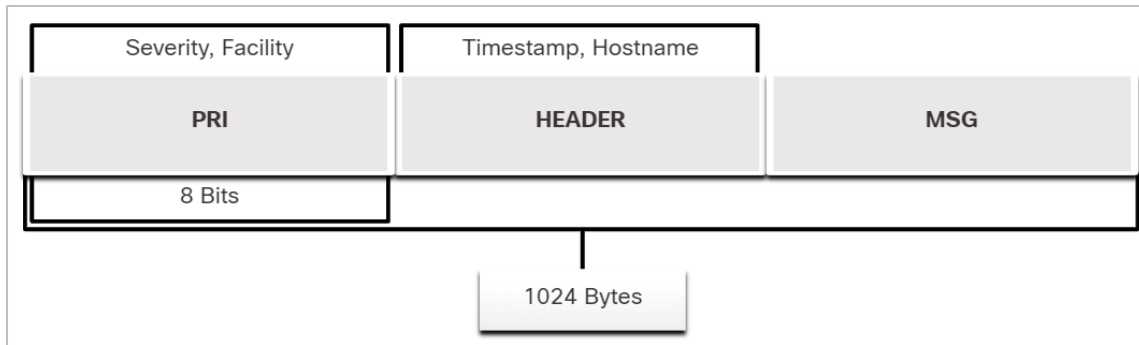 Severity, Facility
Timestamp, Hostname
PRI
HEADER
MSG
8 Bits
1024 Bytes